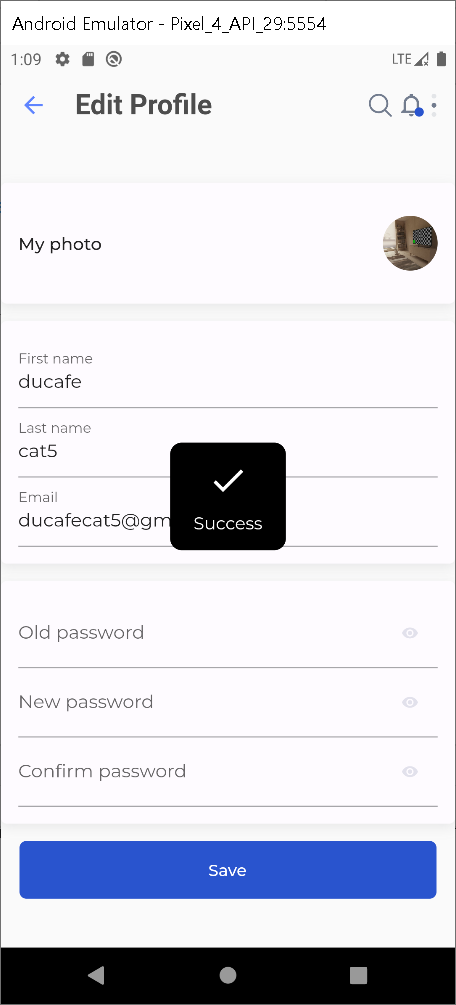 Android Emulator - Pixel_4_API_29:5554
1:09
LTE
Edit Profile
My photo
First name
ducafe
Last name
cat5
Email
ducafecat5@gm
Success
Old password
New password
Confirm password
Save